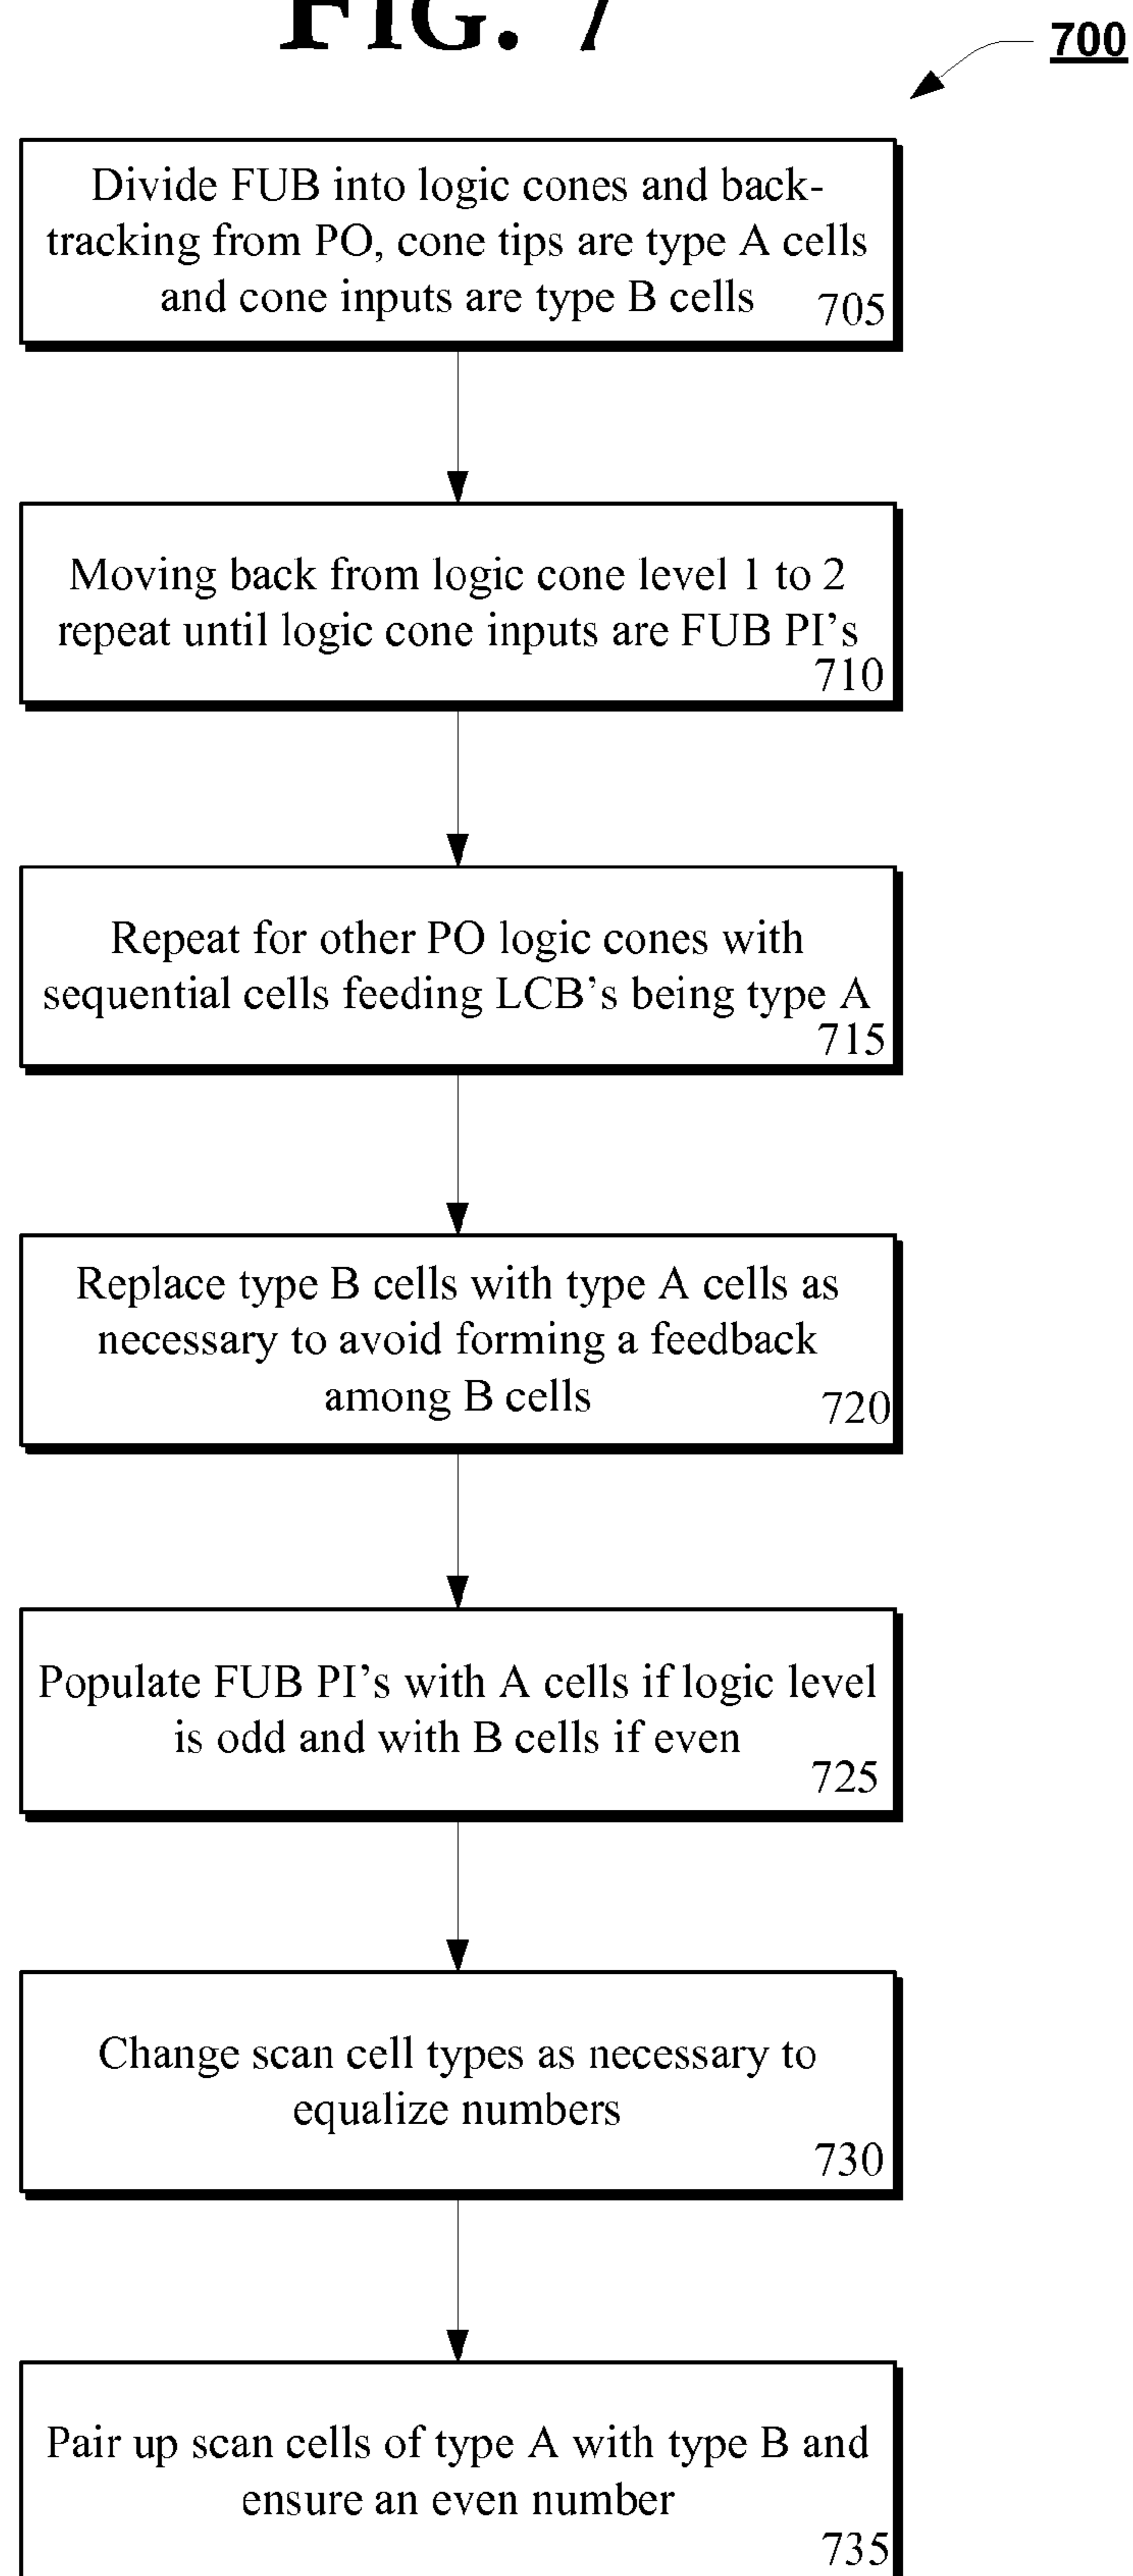 FIG. 7
700
Divide FUB into logic cones and back-
tracking from PO, cone tips are type A cells
and cone inputs are type B cells
705
Moving back from logic cone level 1 to 2
repeat until logic cone inputs are FUB PI's
710
Repeat for other PO logic cones with
sequential cells feeding LCB's being type A
715
Replace type B cells with type A cells as
necessary to avoid forming a feedback
among B cells
720
Populate FUB PI's with A cells if logic level
is odd and with B cells if even
725
Change scan cell types as necessary to
equalize numbers
730
Pair up scan cells of type A with type B and
ensure an even number
735